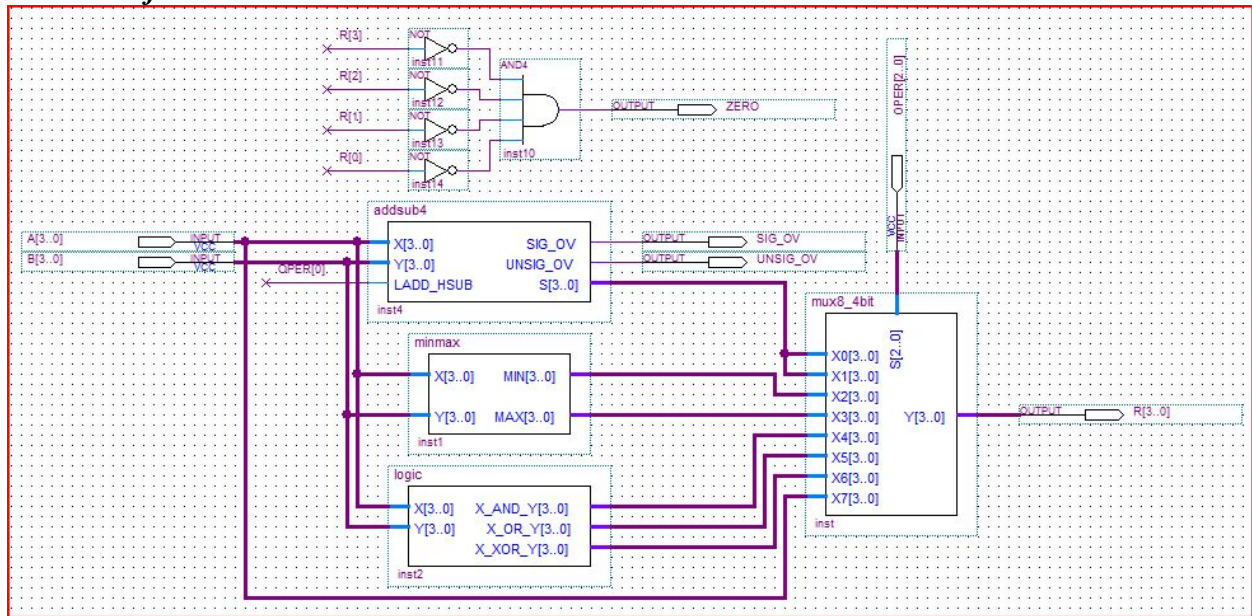 R[3]
NOT
inst11
R[2]
NOT
inst12
R[1]
NOT
inst13
R[0]
NOT
inst14
AND4
inst10
OUTPUT
ZERO
OPER[2..0]
VCC
INPUT
A[3..0]
INPUT
VCC
B[3..0]
INPUT
VCC
OPER[0]
addsub4
X[3..0]
Y[3..0]
LADD_HSUB
SIG_OV
UNSIG_OV
S[3..0]
inst4
OUTPUT
SIG_OV
OUTPUT
UNSIG_OV
minmax
X[3..0]
MIN[3..0]
Y[3..0]
MAX[3..0]
inst1
logic
X[3..0]
X_AND_Y[3..0]
Y[3..0]
X_OR_Y[3..0]
X_XOR_Y[3..0]
inst2
mux8_4bit
S[2..0]
X0[3..0]
X1[3..0]
X2[3..0]
X3[3..0]
X4[3..0]
X5[3..0]
X6[3..0]
X7[3..0]
Y[3..0]
inst
OUTPUT
R[3..0]